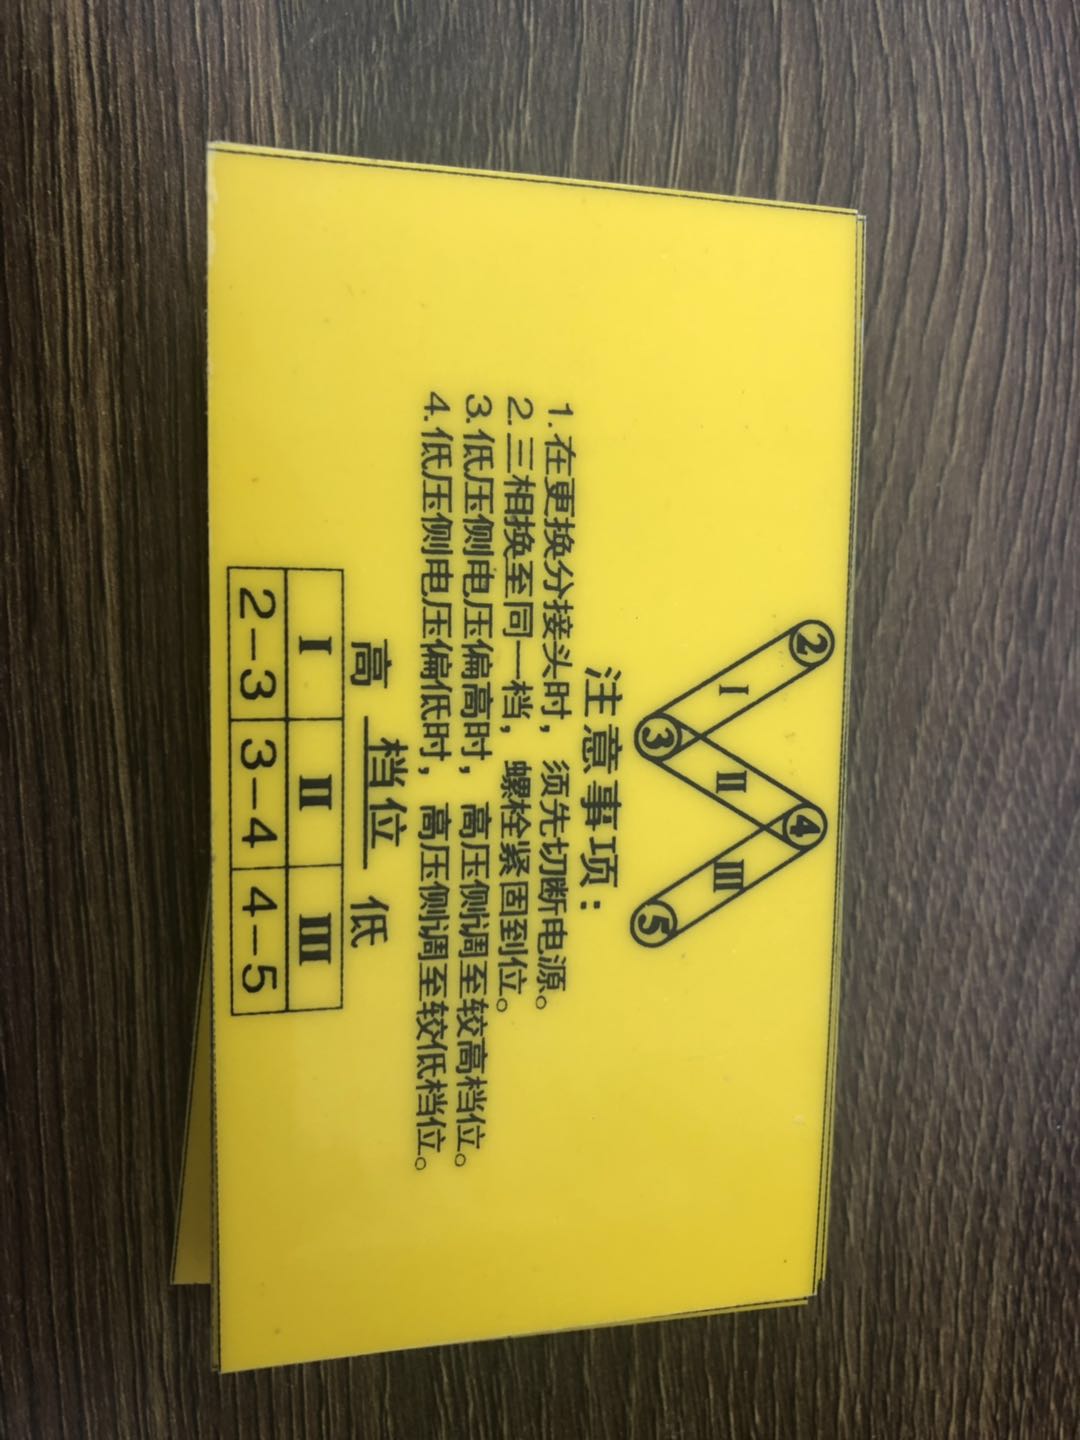 ② ④
Ⅰ Ⅱ Ⅲ
③ ⑤
注意事项：
1.在更换分接头时，须先切断电源。
2.三相换至同一档，螺栓紧固到位。
3.低压侧电压偏高时，高压侧调至较高档位。
4.低压侧电压偏低时，高压侧调至较低档位。
高 档位 低
Ⅰ Ⅱ Ⅲ
2-3 3-4 4-5